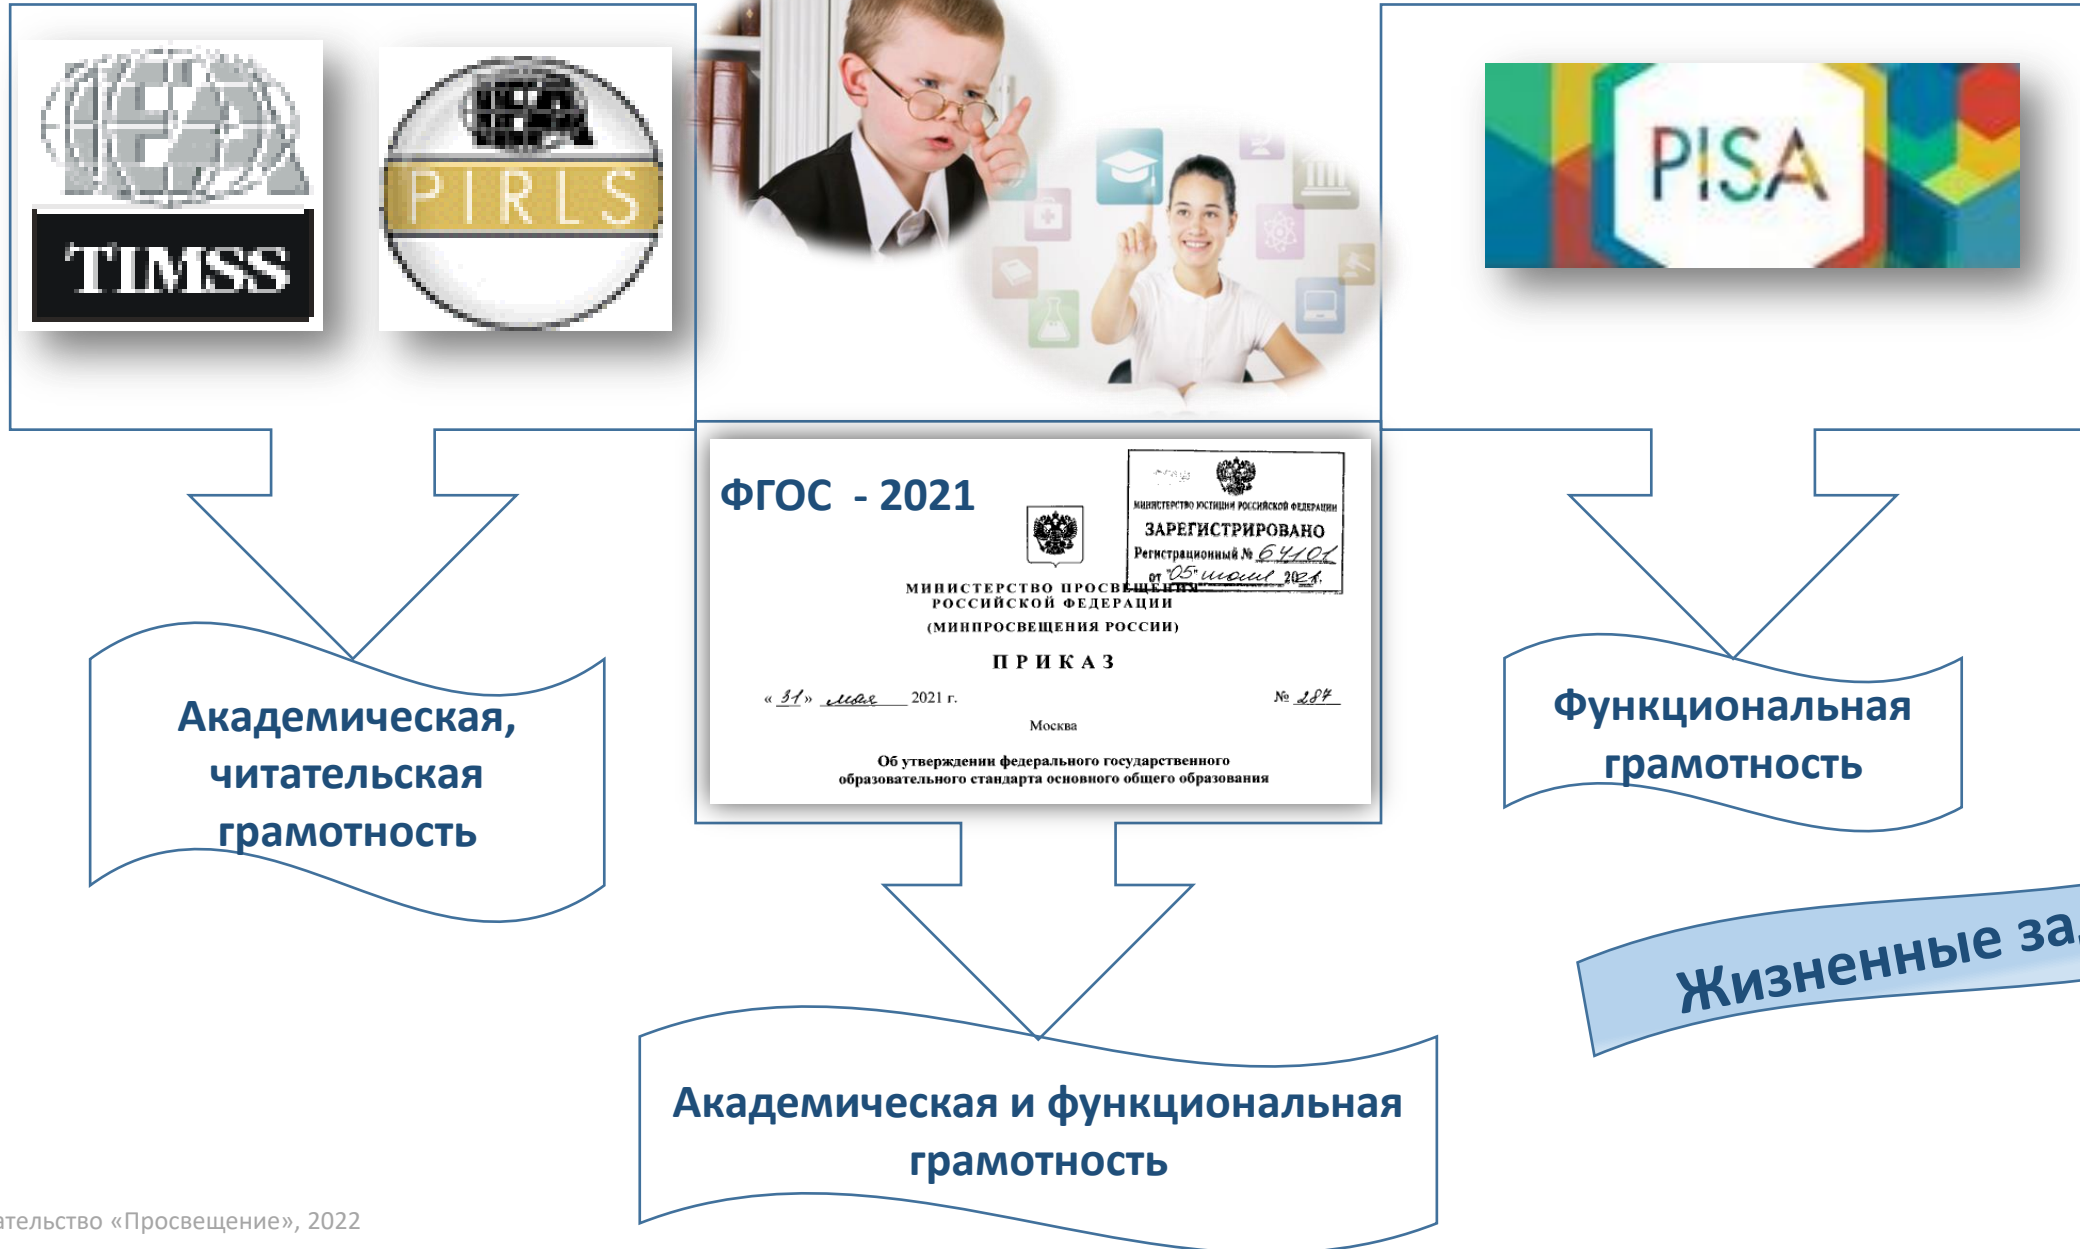 IEA
TIMSS
IEA
PIRLS
PISA
ФГОС - 2021
МИНИСТЕРСТВО ЮСТИЦИИ РОССИЙСКОЙ ФЕДЕРАЦИИ
ЗАРЕГИСТРИРОВАНО
Регистрационный № 64101
от "05" июля 2021.
МИНИСТЕРСТВО ПРОСВЕЩЕНИЯ
РОССИЙСКОЙ ФЕДЕРАЦИИ
(МИНПРОСВЕЩЕНИЯ РОССИИ)
ПРИКАЗ
« 31 » мая 2021 г. № 287
Москва
Об утверждении федерального государственного
образовательного стандарта основного общего образования
Академическая,
читательская
грамотность
Функциональная
грамотность
Жизненные за
Академическая и функциональная
грамотность
ательство «Просвещение», 2022